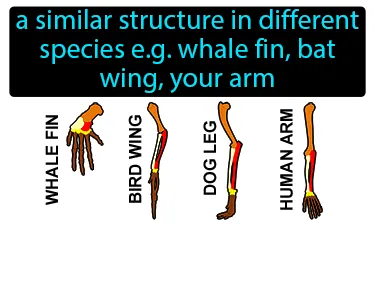 a similar structure in different
species e.g. whale fin, bat
wing, your arm
WHALE FIN
BIRD WING
DOG LEG
HUMAN ARM